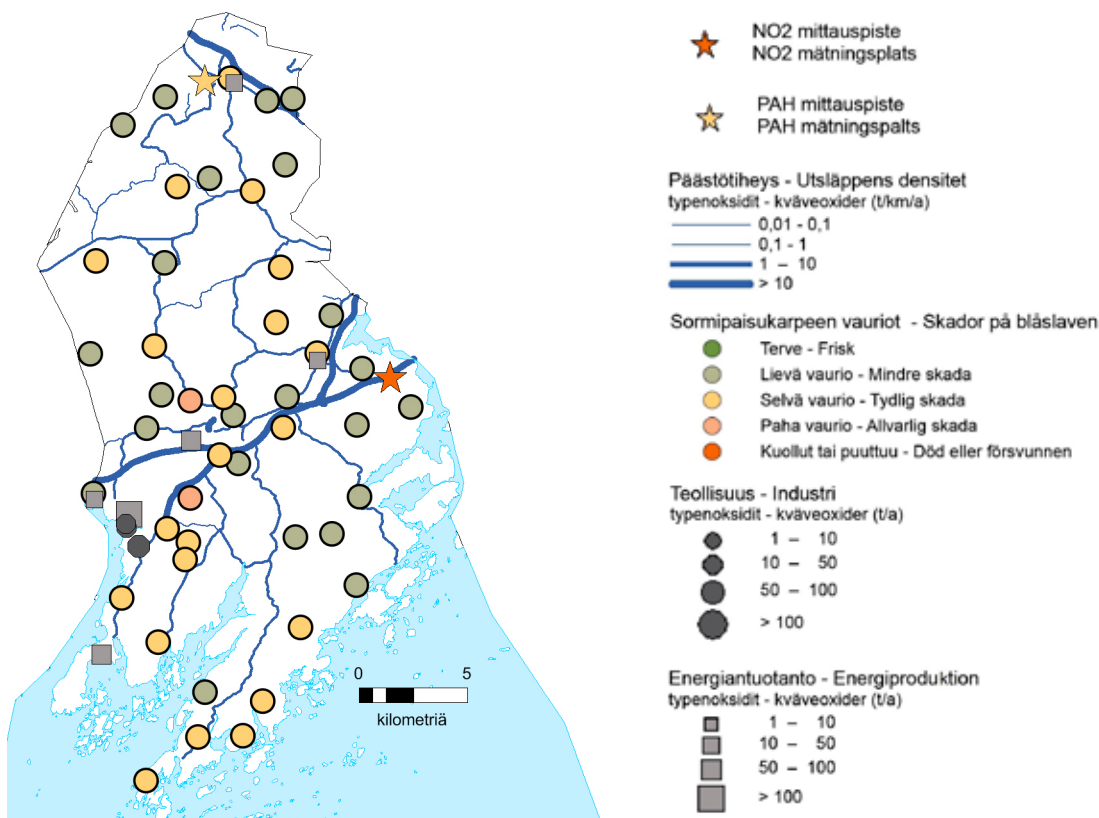 NO2 mittauspiste
NO2 mätningsplats
PAH mittauspiste
PAH mätningspalts
Päästötiheys - Utsläppens densitet
typenoksidit - kväveoxider (t/km/a)
0,01 - 0,1
0,1 - 1
1 – 10
> 10
Sormipaisukarpeen vauriot - Skador på blåslaven
Terve - Frisk
Lievä vaurio - Mindre skada
Selvä vaurio - Tydlig skada
Paha vaurio - Allvarlig skada
Kuollut tai puuttuu - Död eller försvunnen
Teollisuus - Industri
typenoksidit - kväveoxider (t/a)
1 – 10
10 – 50
50 – 100
> 100
Energiantuotanto - Energiproduktion
typenoksidit - kväveoxider (t/a)
1 – 10
10 – 50
50 – 100
> 100
0 5
kilometriä